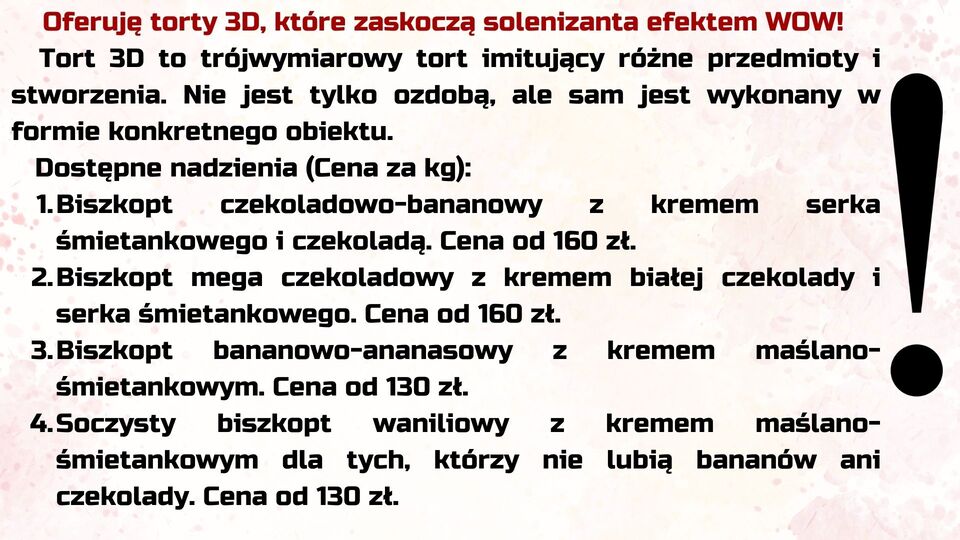 Oferuję torty 3D, które zaskoczą solenizanta efektem WOW!
Tort 3D to trójwymiarowy tort imitujący różne przedmioty i
stworzenia. Nie jest tylko ozdobą, ale sam jest wykonany w
formie konkretnego obiektu.
Dostępne nadzienia (Cena za kg):
1. Biszkopt czekoladowo-bananowy z kremem serka
śmietankowego i czekoladą. Cena od 160 zł.
2. Biszkopt mega czekoladowy z kremem białej czekolady i
serka śmietankowego. Cena od 160 zł.
3. Biszkopt bananowo-ananasowy z kremem maślano-
śmietankowym. Cena od 130 zł.
4. Soczysty biszkopt waniliowy z kremem maślano-
śmietankowym dla tych, którzy nie lubią bananów ani
czekolady. Cena od 130 zł.
!